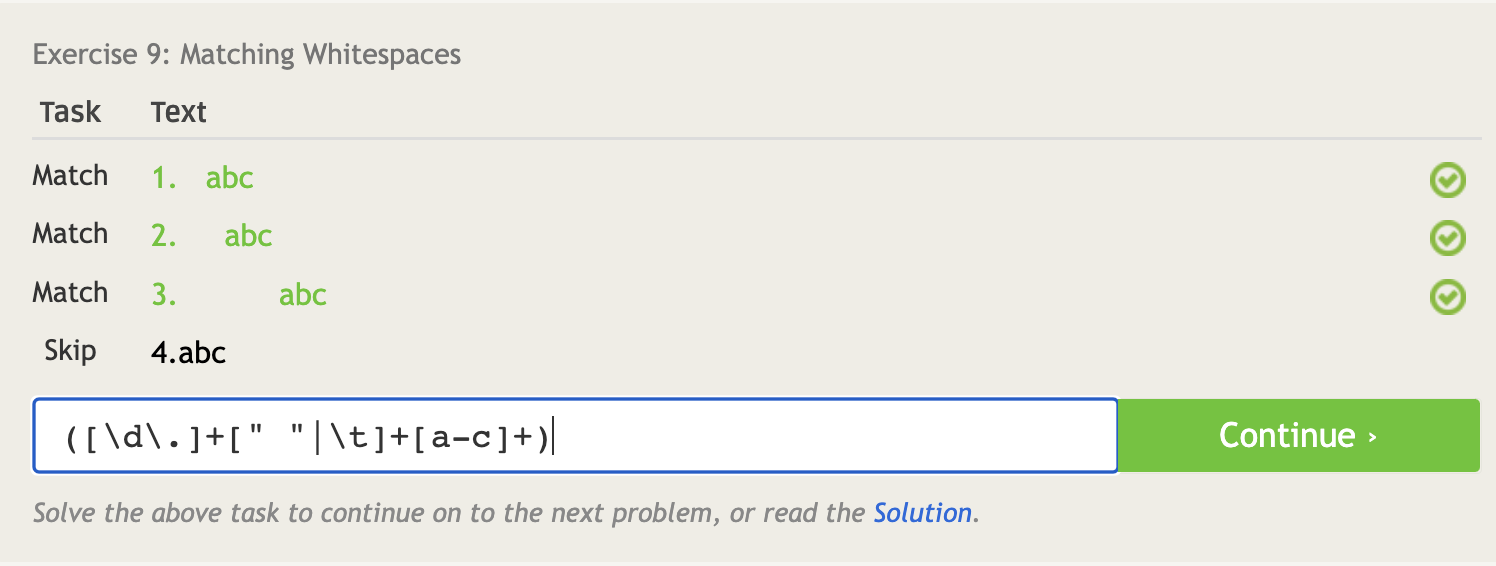 Exercise 9: Matching Whitespaces
Task Text
Match 1. abc
Match 2. abc
Match 3. abc
Skip 4.abc
([\d\.]+[" "|\t]+[a-c]+) Continue ›
Solve the above task to continue on to the next problem, or read the Solution.